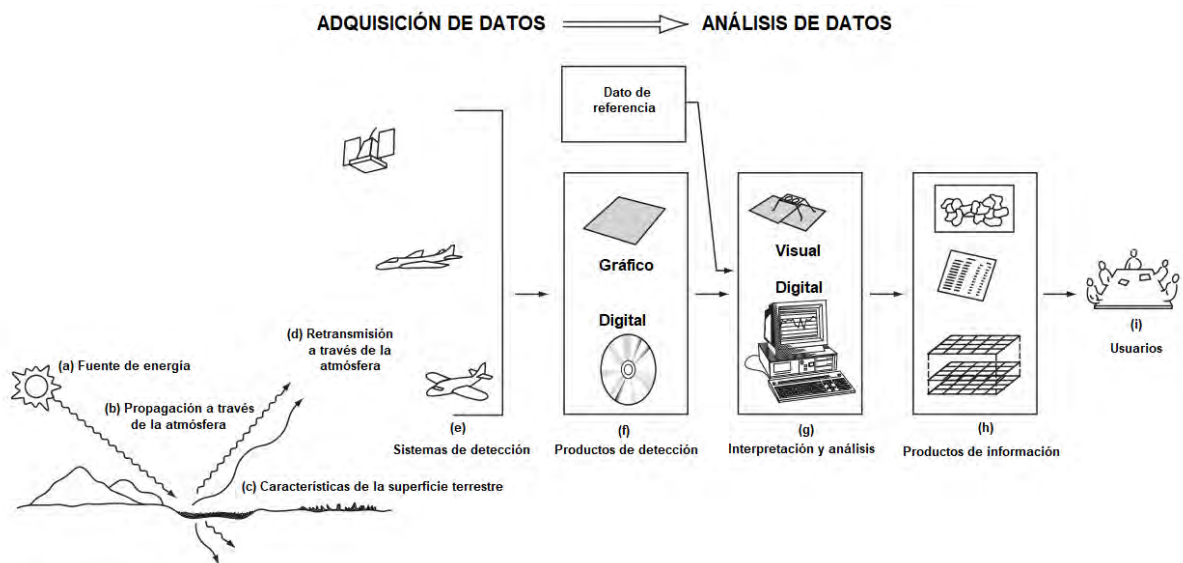 ADQUISICIÓN DE DATOS
ANÁLISIS DE DATOS
Dato de
referencia
Gráfico
Digital
Visual
Digital
(a) Fuente de energía
(b) Propagación a través
de la atmósfera
(c) Características de la superficie terrestre
(d) Retransmisión
a través de la
atmósfera
(e)
Sistemas de detección
(f)
Productos de detección
(g)
Interpretación y análisis
(h)
Productos de información
(i)
Usuarios